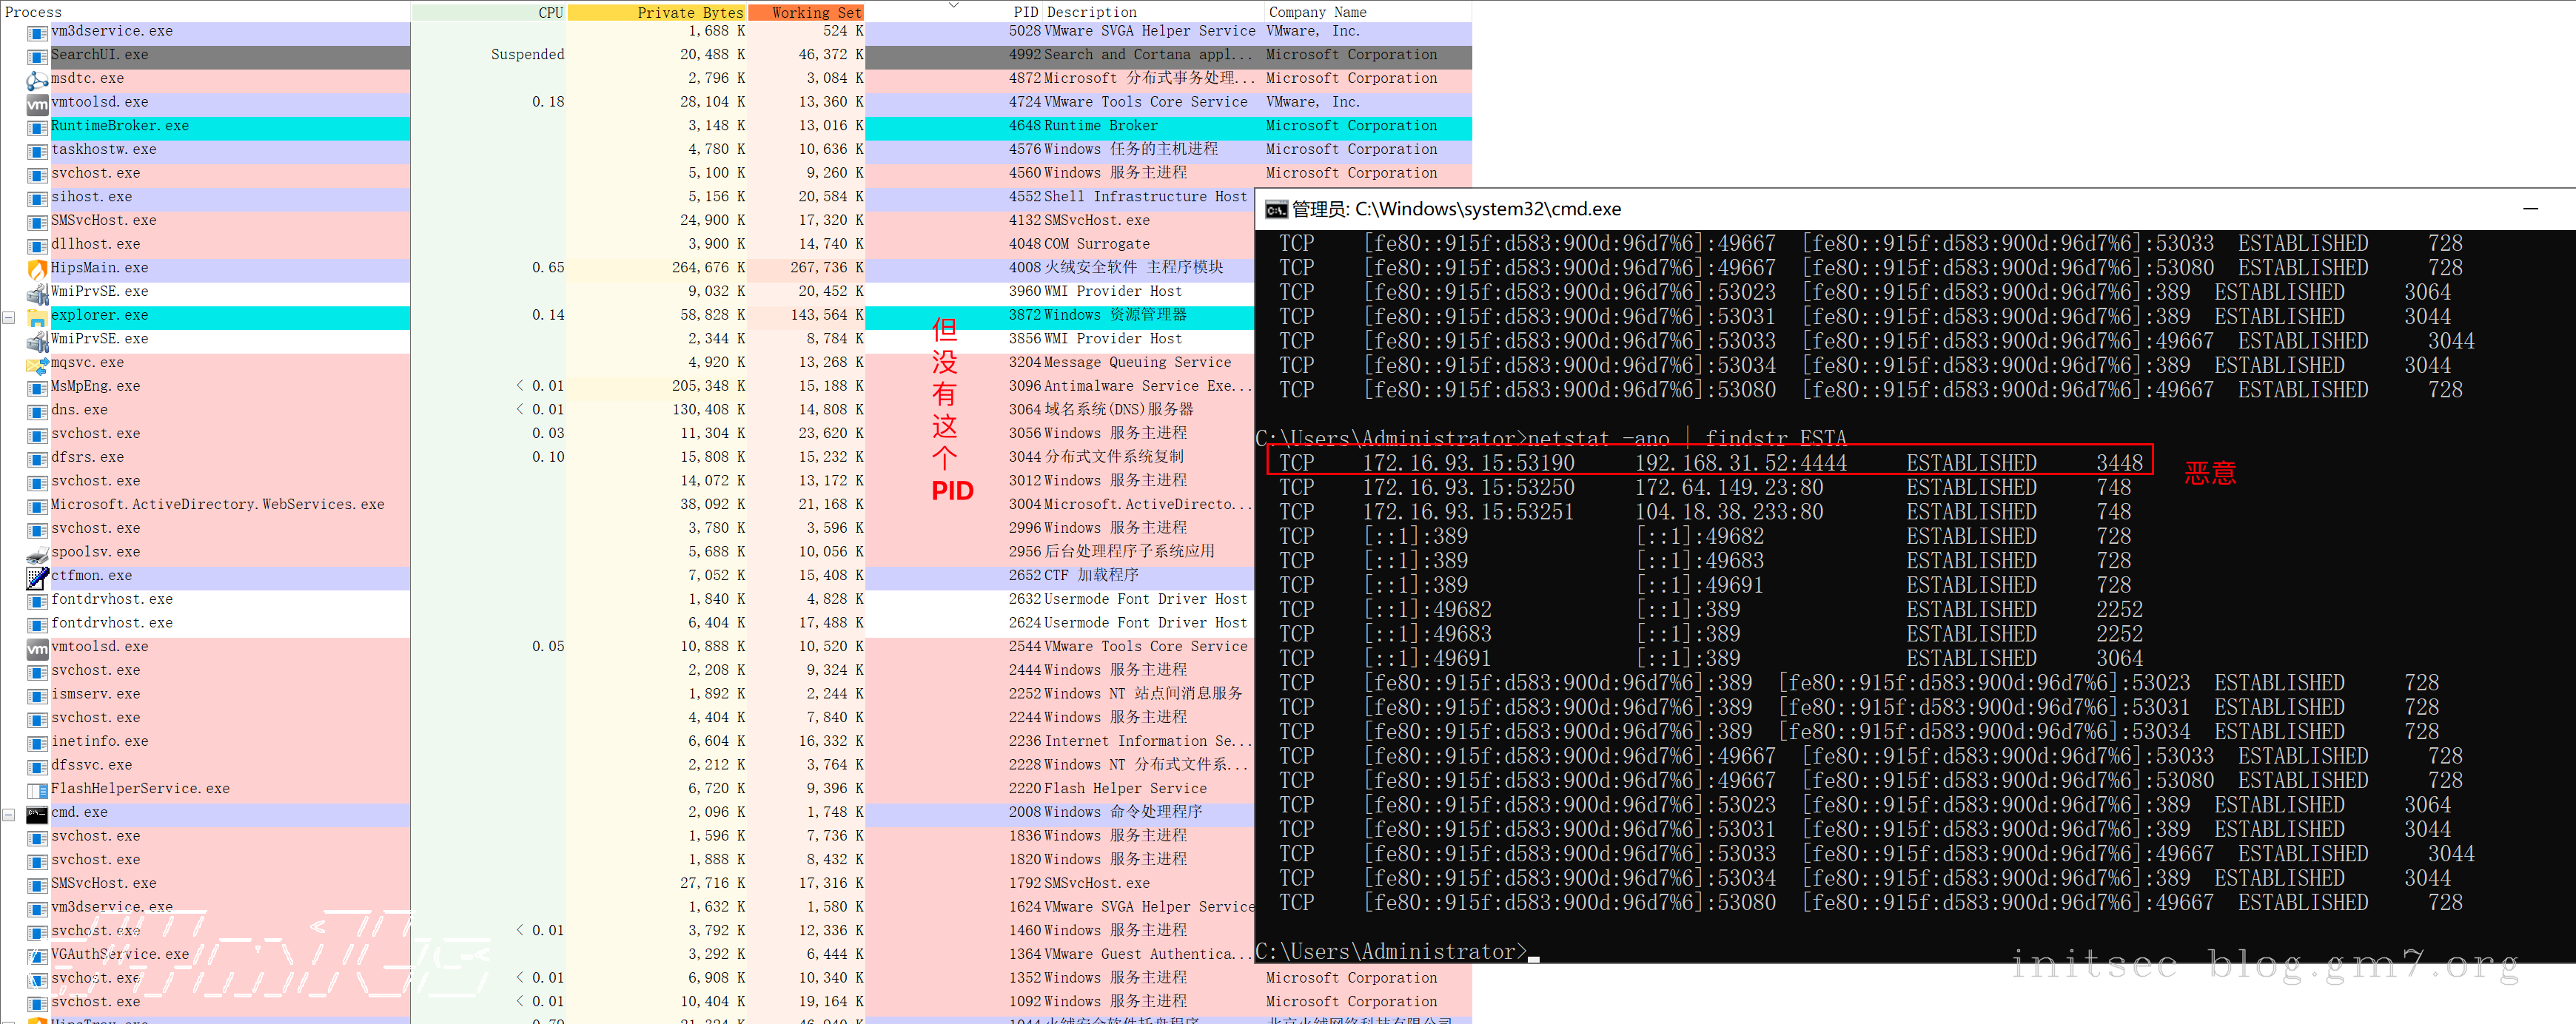 Process CPU Private Bytes Working Set PID Description Company Name
vm3dservice.exe 1,688 K 524 K 5028 VMware SVGA Helper Service VMware, Inc.
SearchUI.exe Suspended 20,488 K 46,372 K 4992 Search and Cortana appl... Microsoft Corporation
msdtc.exe 2,796 K 3,084 K 4872 Microsoft 分布式事务处理... Microsoft Corporation
vmtoolsd.exe 0.18 28,104 K 13,360 K 4724 VMware Tools Core Service VMware, Inc.
RuntimeBroker.exe 3,148 K 13,016 K 4648 Runtime Broker Microsoft Corporation
taskhostw.exe 4,780 K 10,636 K 4576 Windows 任务的主机进程 Microsoft Corporation
svchost.exe 5,100 K 9,260 K 4560 Windows 服务主进程 Microsoft Corporation
sihost.exe 5,156 K 20,584 K 4552 Shell Infrastructure Host
SMSvcHost.exe 24,900 K 17,320 K 4132 SMSvcHost.exe
dllhost.exe 3,900 K 14,740 K 4048 COM Surrogate
HipsMain.exe 0.65 264,676 K 267,736 K 4008 火绒安全软件 主程序模块
WmiPrvSE.exe 9,032 K 20,452 K 3960 WMI Provider Host
explorer.exe 0.14 58,828 K 143,564 K 3872 Windows 资源管理器
WmiPrvSE.exe 2,344 K 8,784 K 3856 WMI Provider Host
mqsvc.exe 4,920 K 13,268 K 3204 Message Queuing Service
MsMpEng.exe < 0.01 205,348 K 15,188 K 3096 Antimalware Service Exe...
dns.exe < 0.01 130,408 K 14,808 K 3064 域名系统(DNS)服务器
svchost.exe 0.03 11,304 K 23,620 K 3056 Windows 服务主进程
dfsrs.exe 0.10 15,808 K 15,232 K 3044 分布式文件系统复制
svchost.exe 14,072 K 13,172 K 3012 Windows 服务主进程
Microsoft.ActiveDirectory.WebServices.exe 38,092 K 21,168 K 3004 Microsoft.ActiveDirecto...
svchost.exe 3,780 K 3,596 K 2996 Windows 服务主进程
spoolsv.exe 5,688 K 10,056 K 2956 后台处理程序子系统应用
ctfmon.exe 7,052 K 15,408 K 2652 CTF 加载程序
fontdrvhost.exe 1,840 K 4,828 K 2632 Usermode Font Driver Host
fontdrvhost.exe 6,404 K 17,488 K 2624 Usermode Font Driver Host
vmtoolsd.exe 0.05 10,888 K 10,520 K 2544 VMware Tools Core Service
svchost.exe 2,208 K 9,324 K 2444 Windows 服务主进程
ismserv.exe 1,892 K 2,244 K 2252 Windows NT 站点间消息服务
svchost.exe 4,404 K 7,840 K 2244 Windows 服务主进程
inetinfo.exe 6,604 K 16,332 K 2236 Internet Information Se...
dfssvc.exe 2,212 K 3,764 K 2228 Windows NT 分布式文件系...
FlashHelperService.exe 6,720 K 9,396 K 2220 Flash Helper Service
cmd.exe 2,096 K 1,748 K 2008 Windows 命令处理程序
svchost.exe 1,596 K 7,736 K 1836 Windows 服务主进程
svchost.exe 1,888 K 8,432 K 1820 Windows 服务主进程
SMSvcHost.exe 27,716 K 17,316 K 1792 SMSvcHost.exe
vm3dservice.exe 1,632 K 1,580 K 1624 VMware SVGA Helper Service
svchost.exe < 0.01 3,792 K 12,336 K 1460 Windows 服务主进程
VGAuthService.exe 3,292 K 6,444 K 1364 VMware Guest Authentica...
svchost.exe < 0.01 6,908 K 10,340 K 1352 Windows 服务主进程 Microsoft Corporation
svchost.exe < 0.01 10,404 K 19,164 K 1092 Windows 服务主进程 Microsoft Corporation
但
没
有
这
个
PID
管理员: C:\Windows\system32\cmd.exe
TCP [fe80::915f:d583:900d:96d7%6]:49667 [fe80::915f:d583:900d:96d7%6]:53033 ESTABLISHED 728
TCP [fe80::915f:d583:900d:96d7%6]:49667 [fe80::915f:d583:900d:96d7%6]:53080 ESTABLISHED 728
TCP [fe80::915f:d583:900d:96d7%6]:53023 [fe80::915f:d583:900d:96d7%6]:389 ESTABLISHED 3064
TCP [fe80::915f:d583:900d:96d7%6]:53031 [fe80::915f:d583:900d:96d7%6]:389 ESTABLISHED 3044
TCP [fe80::915f:d583:900d:96d7%6]:53033 [fe80::915f:d583:900d:96d7%6]:49667 ESTABLISHED 3044
TCP [fe80::915f:d583:900d:96d7%6]:53034 [fe80::915f:d583:900d:96d7%6]:389 ESTABLISHED 3044
TCP [fe80::915f:d583:900d:96d7%6]:53080 [fe80::915f:d583:900d:96d7%6]:49667 ESTABLISHED 728
C:\Users\Administrator>netstat -ano | findstr ESTA
TCP 172.16.93.15:53190 192.168.31.52:4444 ESTABLISHED 3448
恶意
TCP 172.16.93.15:53250 172.64.149.23:80 ESTABLISHED 748
TCP 172.16.93.15:53251 104.18.38.233:80 ESTABLISHED 748
TCP [::1]:389 [::1]:49682 ESTABLISHED 728
TCP [::1]:389 [::1]:49683 ESTABLISHED 728
TCP [::1]:389 [::1]:49691 ESTABLISHED 728
TCP [::1]:49682 [::1]:389 ESTABLISHED 2252
TCP [::1]:49683 [::1]:389 ESTABLISHED 2252
TCP [::1]:49691 [::1]:389 ESTABLISHED 3064
TCP [fe80::915f:d583:900d:96d7%6]:389 [fe80::915f:d583:900d:96d7%6]:53023 ESTABLISHED 728
TCP [fe80::915f:d583:900d:96d7%6]:389 [fe80::915f:d583:900d:96d7%6]:53031 ESTABLISHED 728
TCP [fe80::915f:d583:900d:96d7%6]:389 [fe80::915f:d583:900d:96d7%6]:53034 ESTABLISHED 728
TCP [fe80::915f:d583:900d:96d7%6]:49667 [fe80::915f:d583:900d:96d7%6]:53033 ESTABLISHED 728
TCP [fe80::915f:d583:900d:96d7%6]:49667 [fe80::915f:d583:900d:96d7%6]:53080 ESTABLISHED 728
TCP [fe80::915f:d583:900d:96d7%6]:53023 [fe80::915f:d583:900d:96d7%6]:389 ESTABLISHED 3064
TCP [fe80::915f:d583:900d:96d7%6]:53031 [fe80::915f:d583:900d:96d7%6]:389 ESTABLISHED 3044
TCP [fe80::915f:d583:900d:96d7%6]:53033 [fe80::915f:d583:900d:96d7%6]:49667 ESTABLISHED 3044
TCP [fe80::915f:d583:900d:96d7%6]:53034 [fe80::915f:d583:900d:96d7%6]:389 ESTABLISHED 3044
TCP [fe80::915f:d583:900d:96d7%6]:53080 [fe80::915f:d583:900d:96d7%6]:49667 ESTABLISHED 728
C:\Users\Administrator>
initsec blog.gm7.org